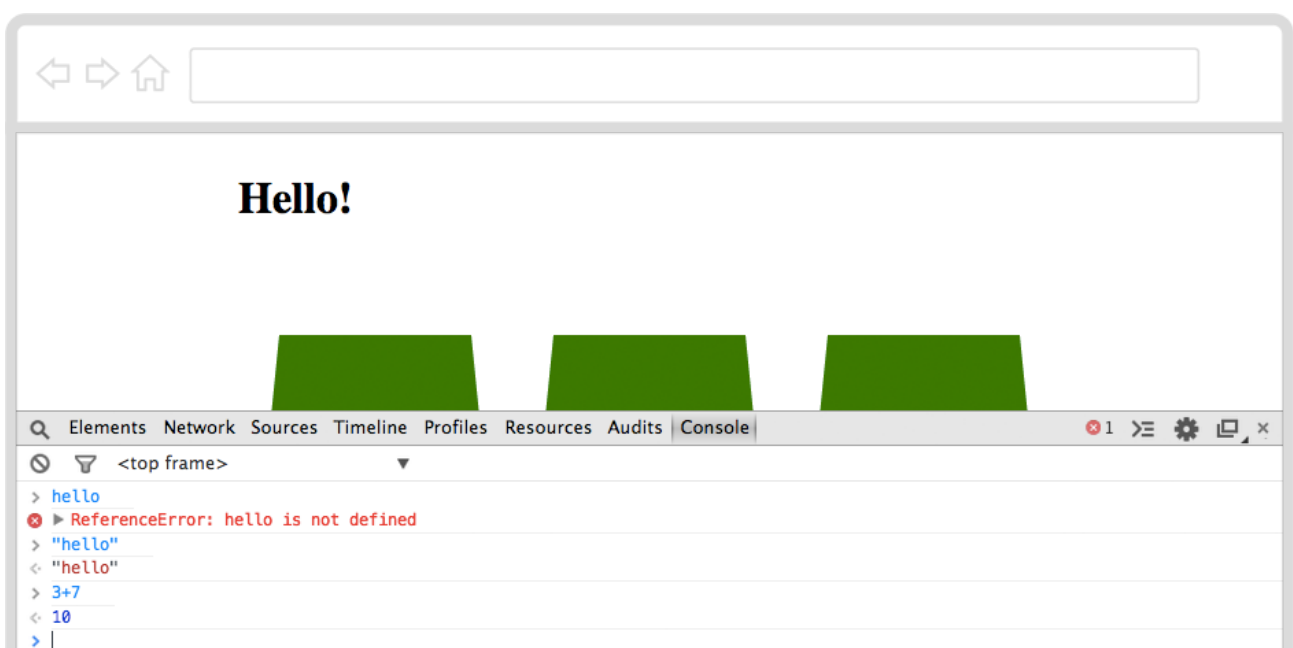 Hello!
Elements Network Sources Timeline Profiles Resources Audits Console 1
<top frame>
hello
ReferenceError: hello is not defined
"hello"
"hello"
3+7
10